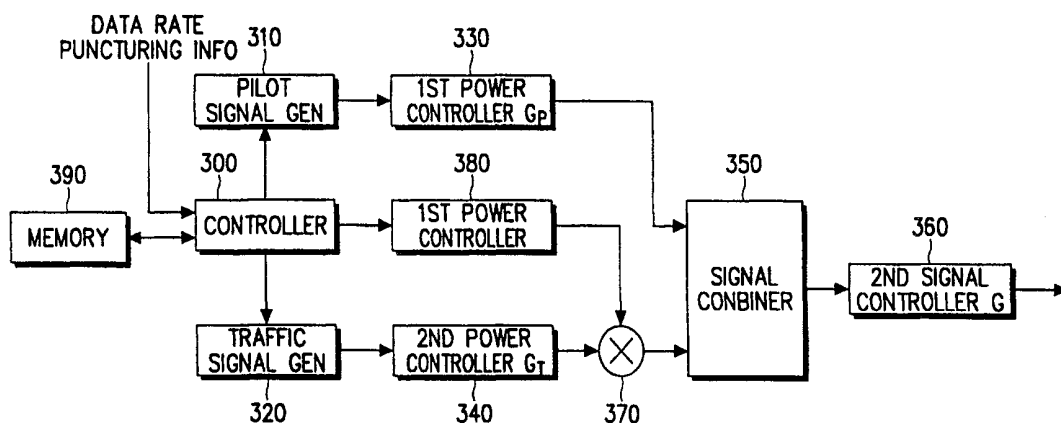 DATA RATE
PUNCTURING INFO
310
330
PILOT
SIGNAL GEN
1ST POWER
CONTROLLER GP
390
300
380
350
MEMORY
CONTROLLER
1ST POWER
CONTROLLER
SIGNAL
CONBINER
360
2ND SIGNAL
CONTROLLER G
TRAFFIC
SIGNAL GEN
2ND POWER
CONTROLLER GT
320
340
370